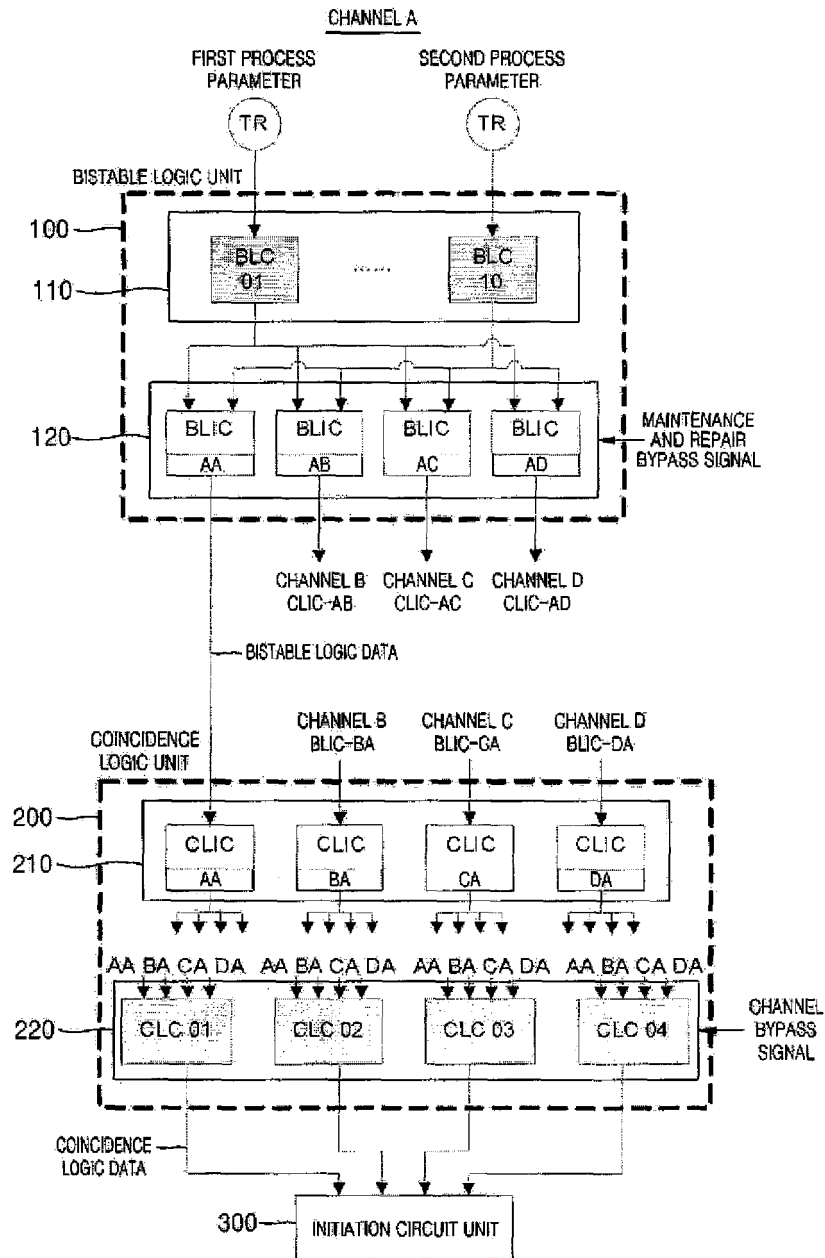 CHANNEL A
FIRST PROCESS
PARAMETER
SECOND PROCESS
PARAMETER
TR
TR
BISTABLE LOGIC UNIT
100
110
BLC
01
BLC
10
120
BLIC
AA
BLIC
AB
BLIC
AC
BLIC
AD
MAINTENANCE
AND REPAIR
BYPASS SIGNAL
CHANNEL B
CLIC-AB
CHANNEL C
CLIC-AC
CHANNEL D
CLIC-AD
BISTABLE LOGIC DATA
COINCIDENCE
LOGIC UNIT
CHANNEL B
BLIC-BA
CHANNEL C
BLIC-CA
CHANNEL D
BLIC-DA
200
210
CLIC
AA
CLIC
BA
CLIC
CA
CLIC
DA
AA BA CA DA AA BA CA DA AA BA CA DA AA BA CA DA
220
CLC 01
CLC 02
CLC 03
CLC 04
CHANNEL
BYPASS
SIGNAL
COINCIDENCE
LOGIC DATA
300
INITIATION CIRCUIT UNIT